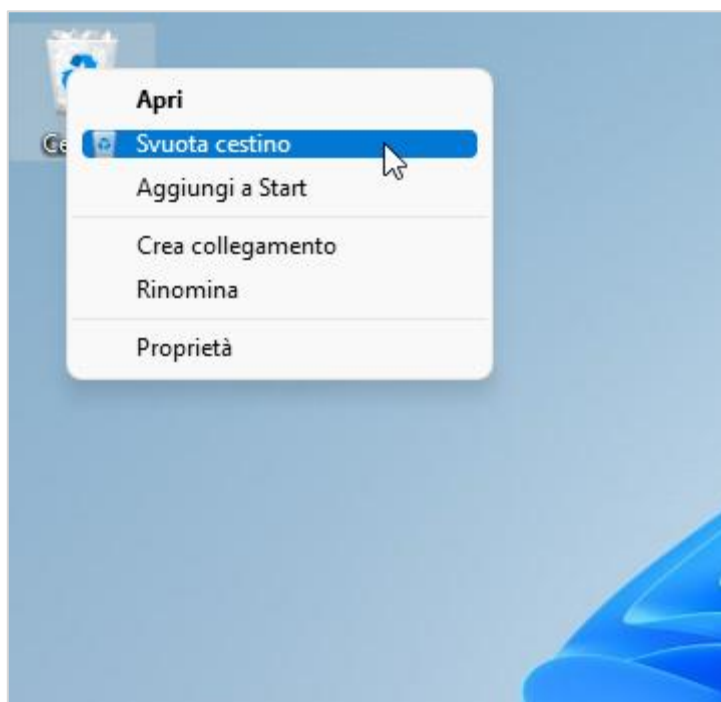 Apri
Svuota cestino
Aggiungi a Start
Crea collegamento
Rinomina
Proprietà